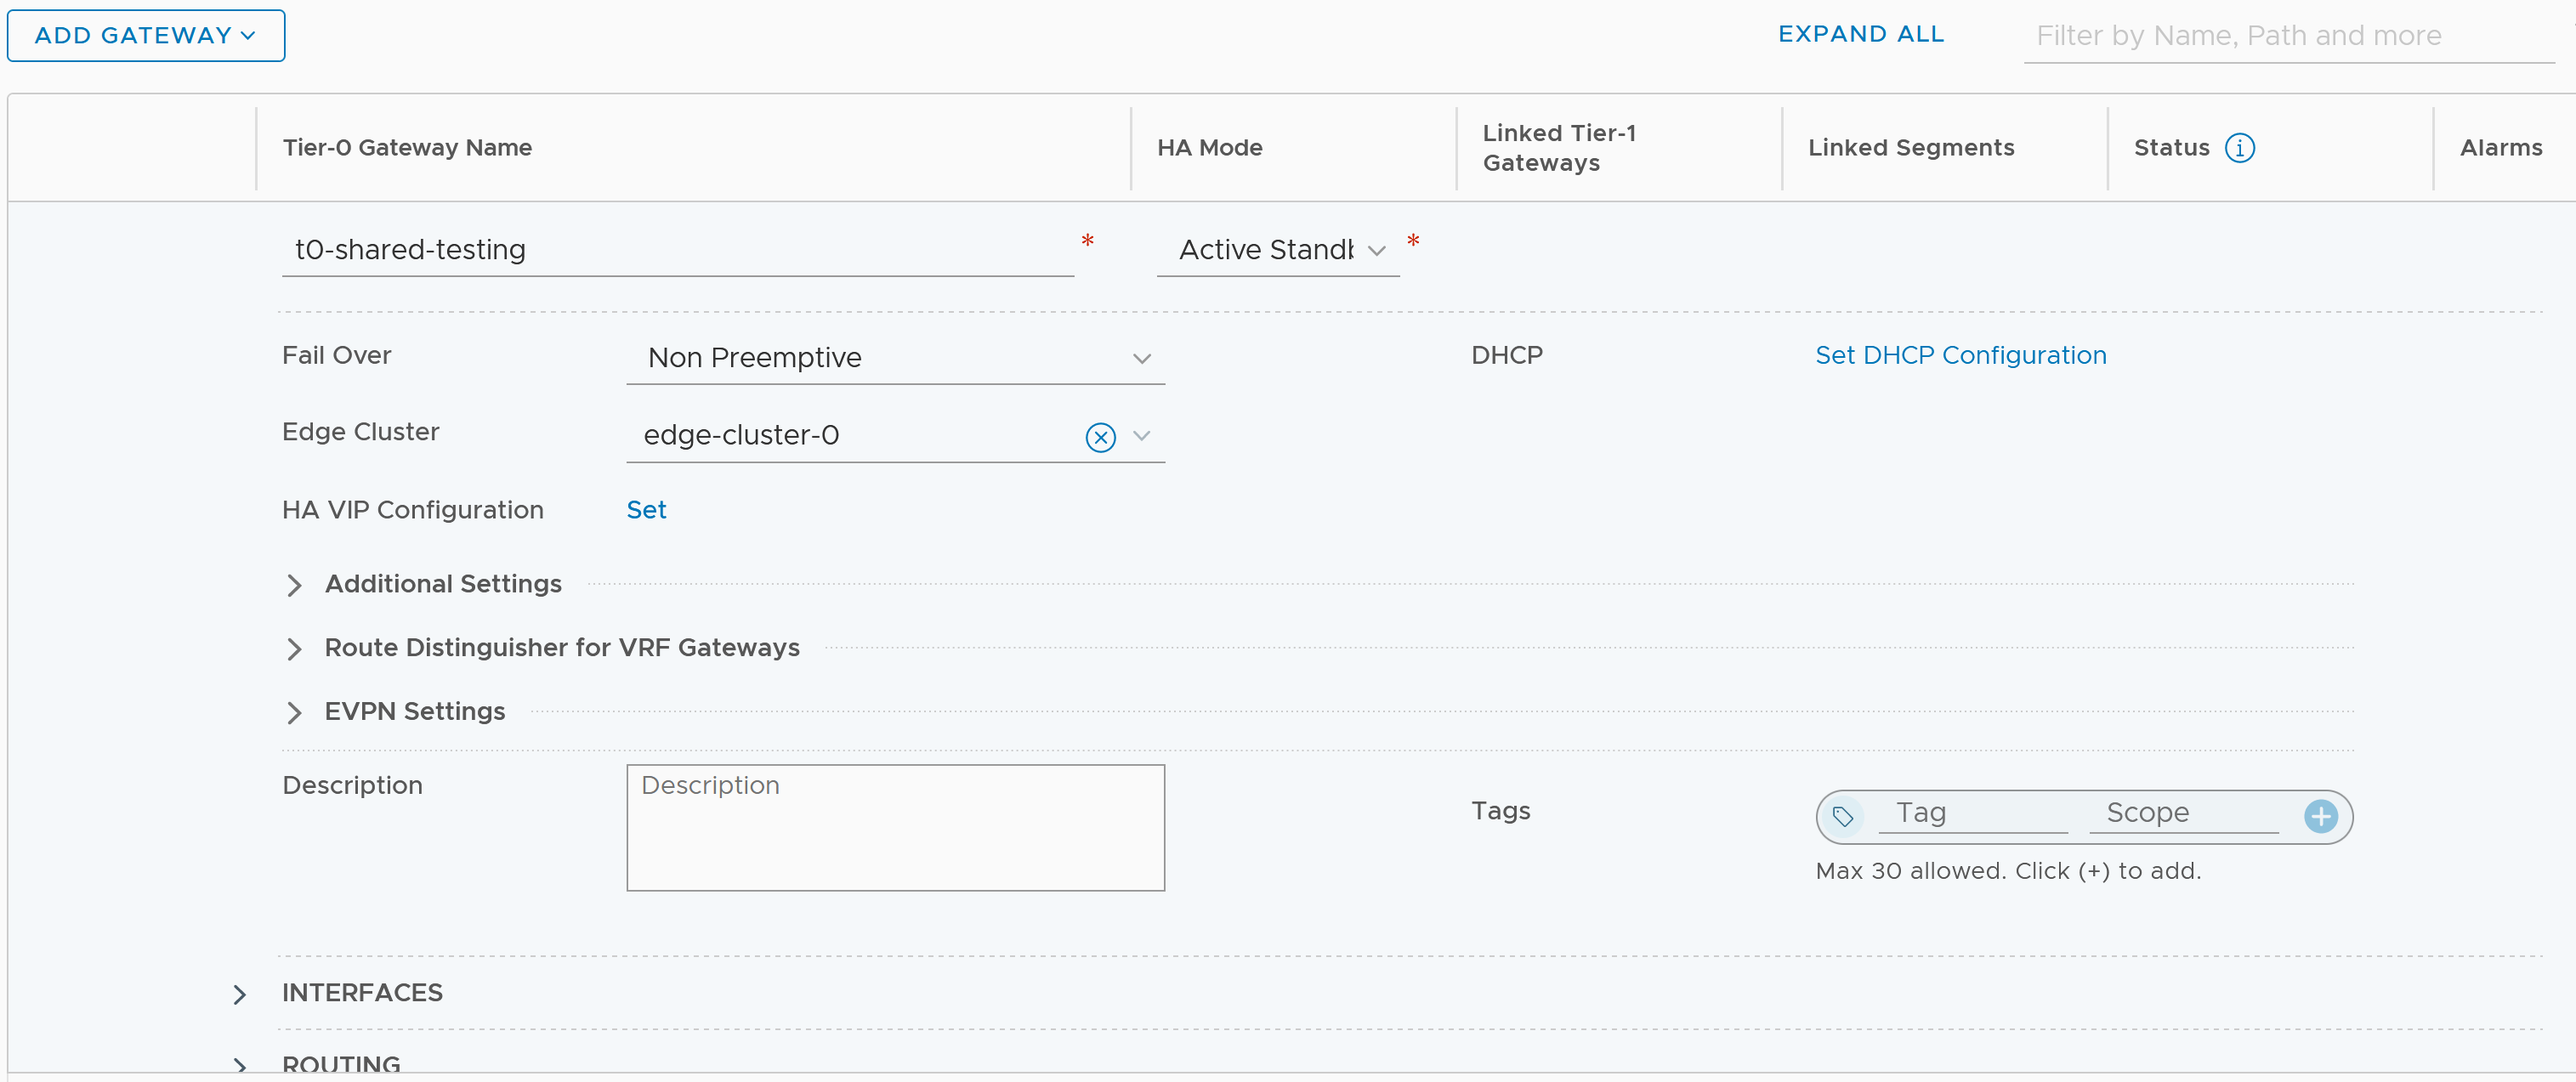 ADD GATEWAY
EXPAND ALL
Filter by Name, Path and more
Tier-0 Gateway Name
HA Mode
Linked Tier-1
Gateways
Linked Segments
Status
Alarms
t0-shared-testing *
Active Standb *
Fail Over
Non Preemptive
DHCP
Set DHCP Configuration
Edge Cluster
edge-cluster-0
HA VIP Configuration
Set
Additional Settings
Route Distinguisher for VRF Gateways
EVPN Settings
Description
Description
Tags
Tag
Scope
Max 30 allowed. Click (+) to add.
INTERFACES
ROUTING